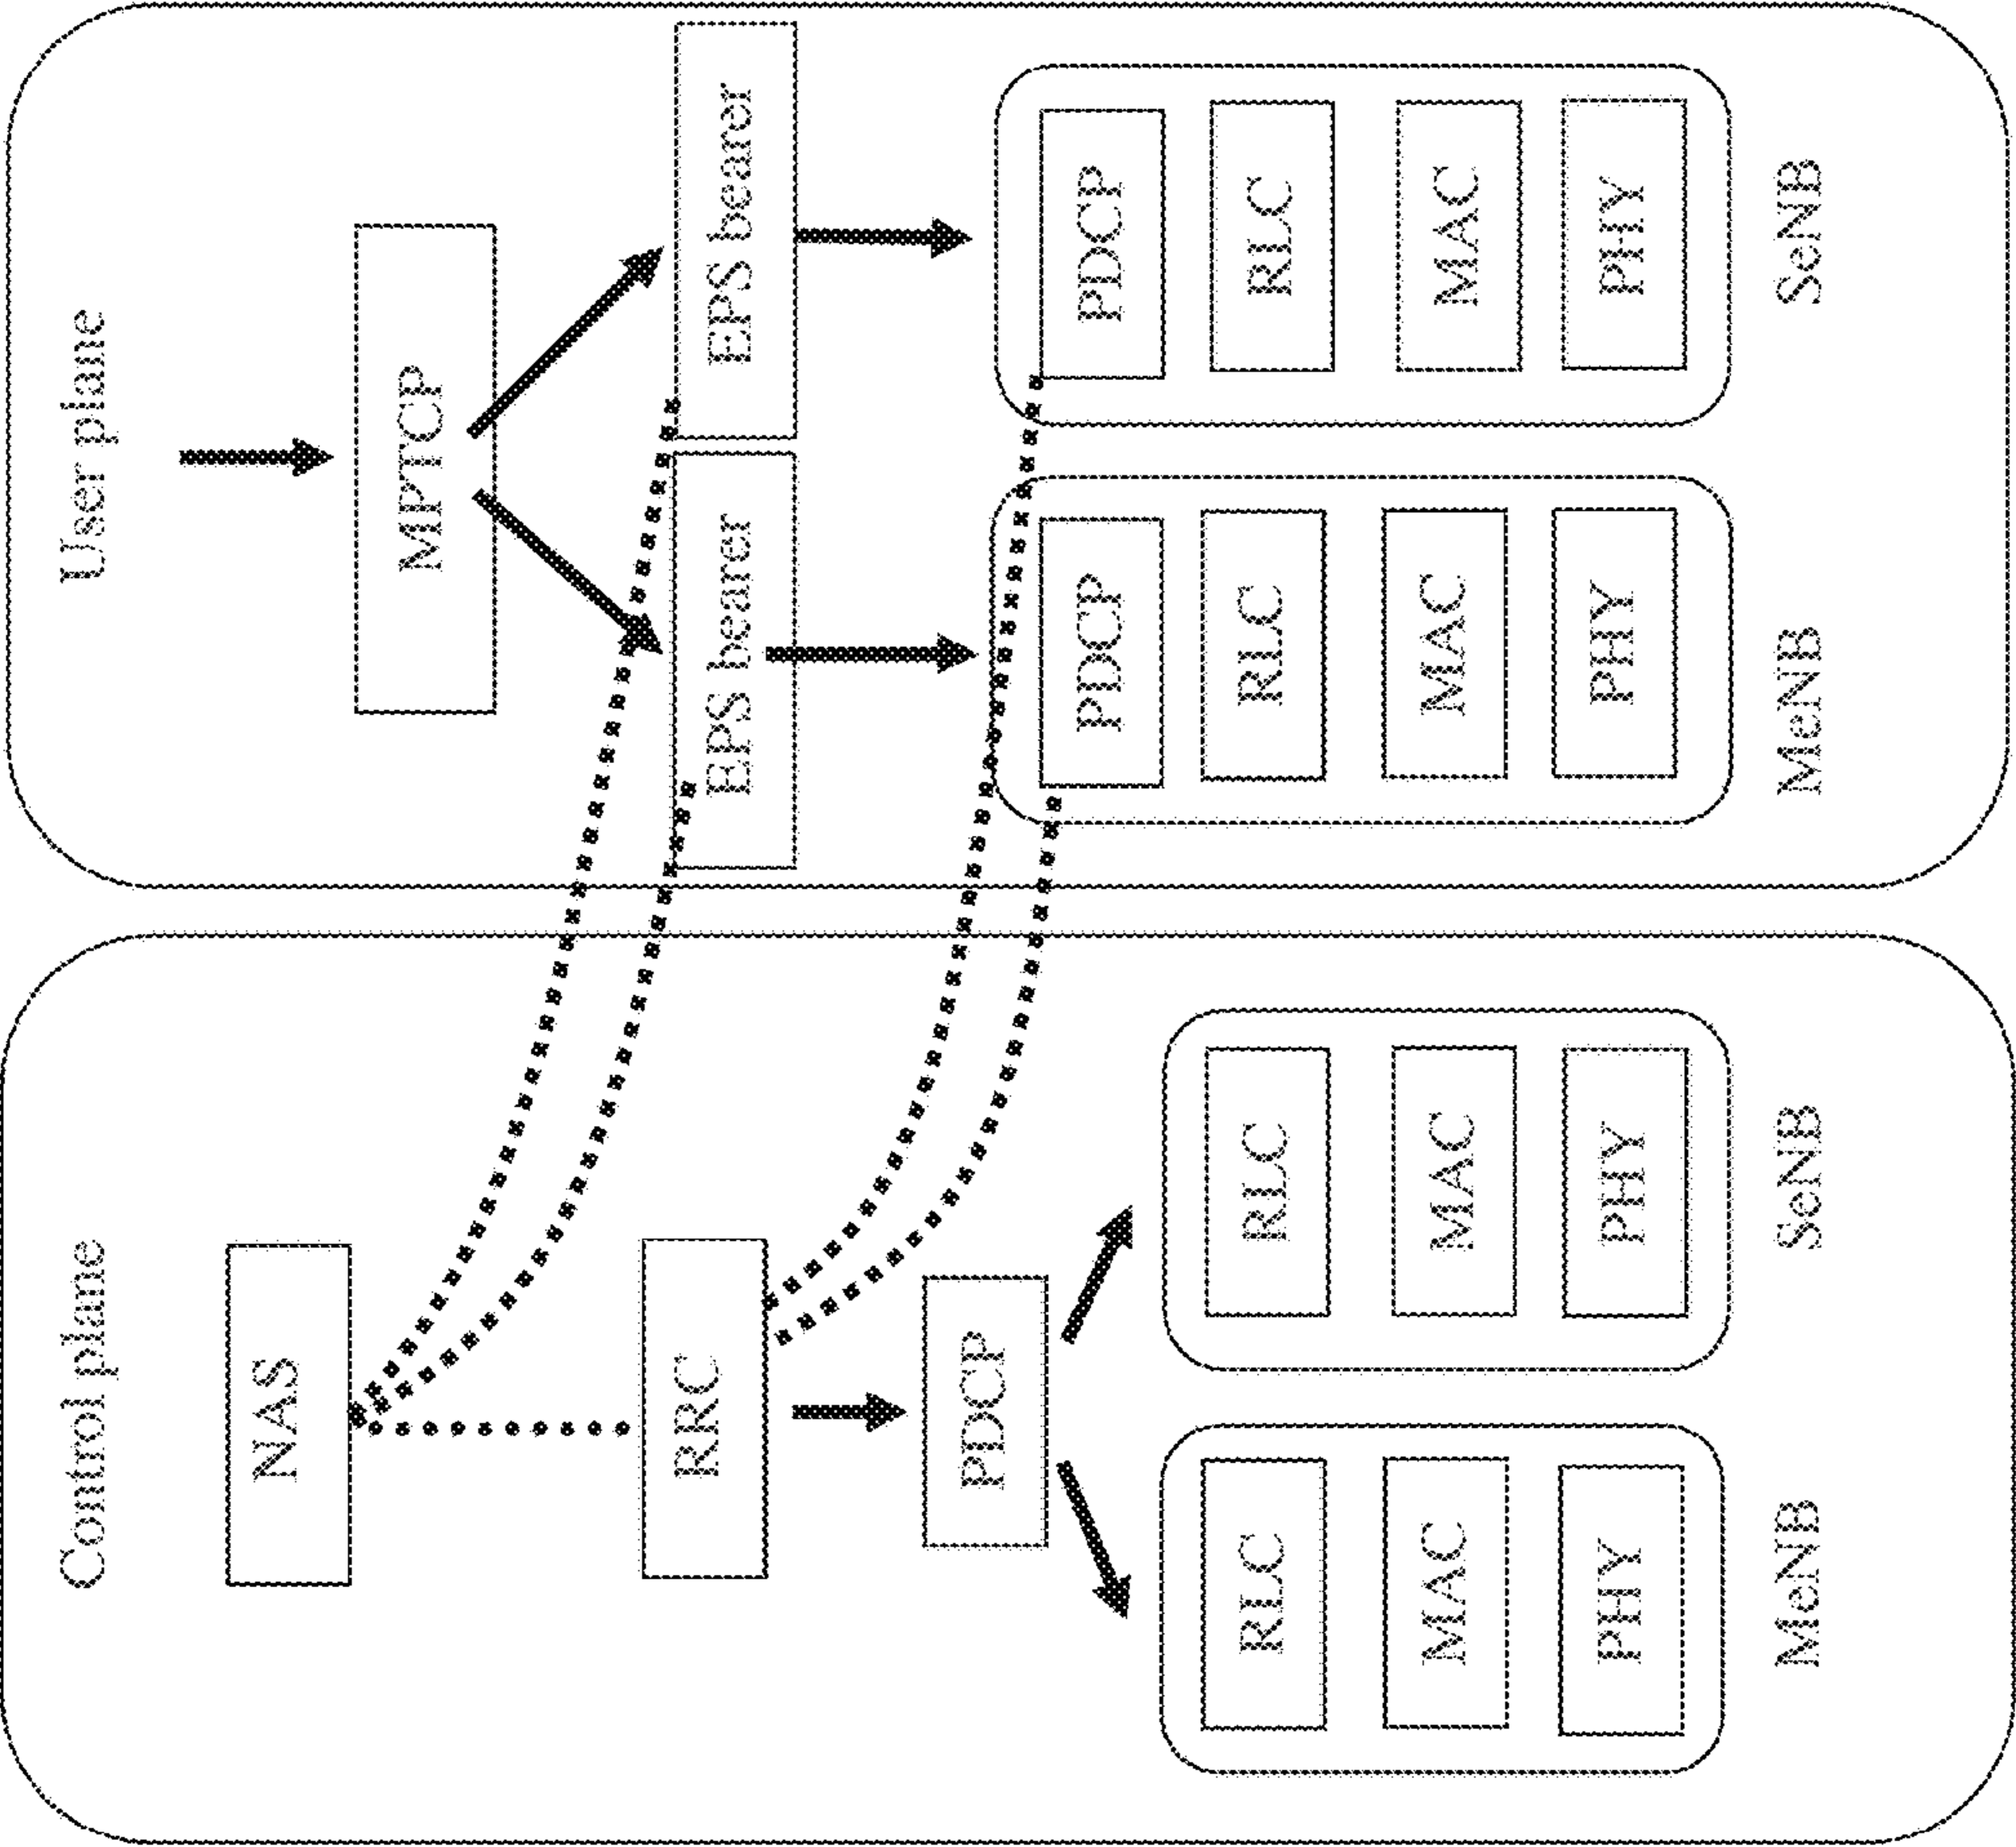 Control plane
NAS
RRC
PDCP
RLC
MAC
PHY
MeNB
RLC
MAC
PHY
SeNB
User plane
MPTCP
EPS bearer
EPS bearer
PDCP
RLC
MAC
PHY
MeNB
PDCP
RLC
MAC
PHY
SeNB